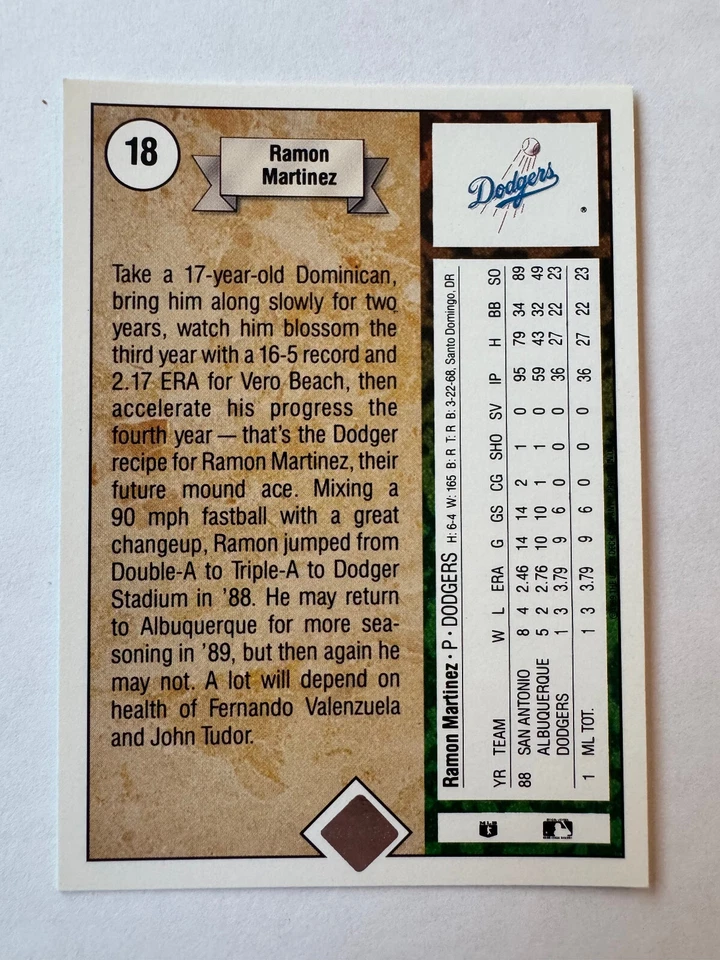 18
Ramon
Martinez
Take a 17-year-old Dominican,
bring him along slowly for two
years, watch him blossom the
third year with a 16-5 record and
2.17 ERA for Vero Beach, then
accelerate his progress the
fourth year — that's the Dodger
recipe for Ramon Martinez, their
future mound ace. Mixing a
90 mph fastball with a great
changeup, Ramon jumped from
Double-A to Triple-A to Dodger
Stadium in '88. He may return
to Albuquerque for more sea-
soning in '89, but then again he
may not. A lot will depend on
health of Fernando Valenzuela
and John Tudor.
Dodgers
®
Ramon Martinez • P • DODGERS H: 6-4 W: 165 B: R T: R B: 3-22-68, Santo Domingo, DR
YR TEAM W L ERA G GS CG SHO SV IP H BB SO
88 SAN ANTONIO 8 4 2.46 14 14 2 1 0 95 79 34 89
ALBUQUERQUE 5 2 2.76 10 10 1 1 0 59 43 32 49
DODGERS 1 3 3.79 9 6 0 0 0 36 27 22 23
1 ML TOT. 1 3 3.79 9 6 0 0 0 36 27 22 23